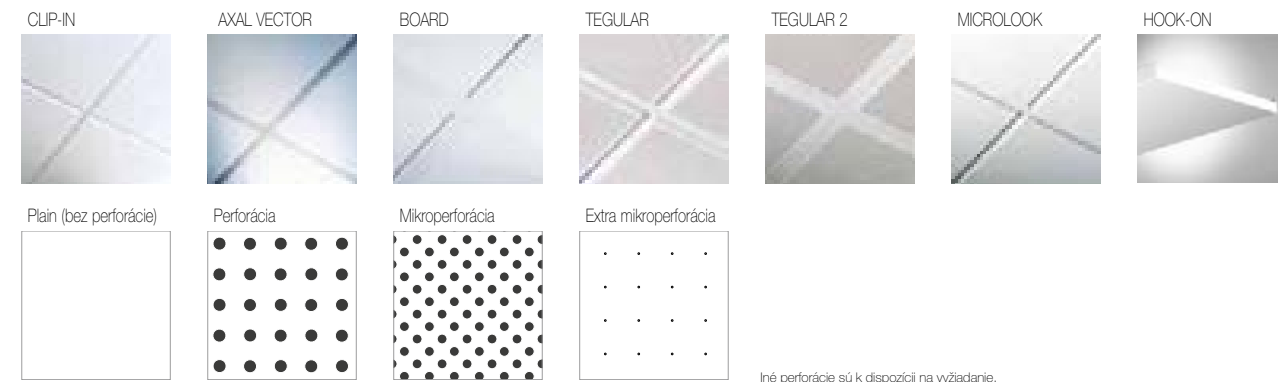 CLIP-IN AXAL VECTOR BOARD TEGULAR TEGULAR 2 MICROLOOK HOOK-ON
Plain (bez perforácie) Perforácia Mikroperforácia Extra mikroperforácia
Iné perforácie sú k dispozícii na vyžiadanie.